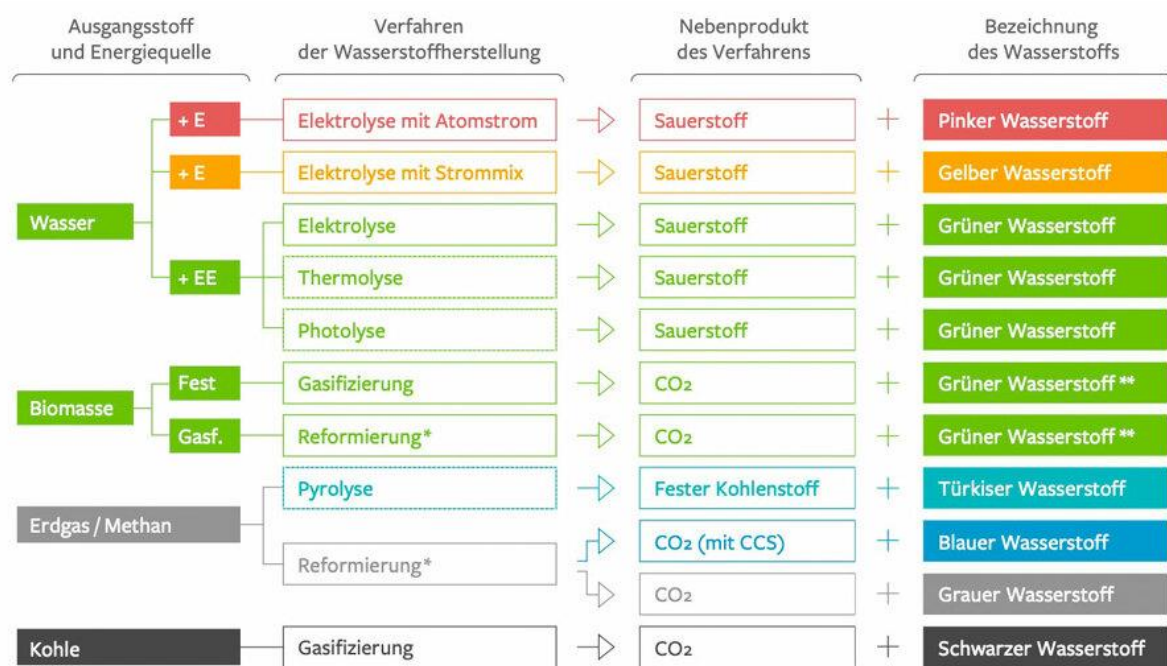 Ausgangsstoff
und Energiequelle
Verfahren
der Wasserstoffherstellung
Nebenprodukt
des Verfahrens
Bezeichnung
des Wasserstoffs
Wasser
+ E
Elektrolyse mit Atomstrom
Sauerstoff
+
Pinker Wasserstoff
+ E
Elektrolyse mit Strommix
Sauerstoff
+
Gelber Wasserstoff
+ EE
Elektrolyse
Sauerstoff
+
Grüner Wasserstoff
Thermolyse
Sauerstoff
+
Grüner Wasserstoff
Photolyse
Sauerstoff
+
Grüner Wasserstoff
Biomasse
Fest
Gasifizierung
CO₂
+
Grüner Wasserstoff**
Gasf.
Reformierung*
CO₂
+
Grüner Wasserstoff**
Erdgas / Methan
Pyrolyse
Fester Kohlenstoff
+
Türkiser Wasserstoff
Reformierung*
CO₂ (mit CCS)
+
Blauer Wasserstoff
CO₂
+
Grauer Wasserstoff
Kohle
Gasifizierung
CO₂
+
Schwarzer Wasserstoff